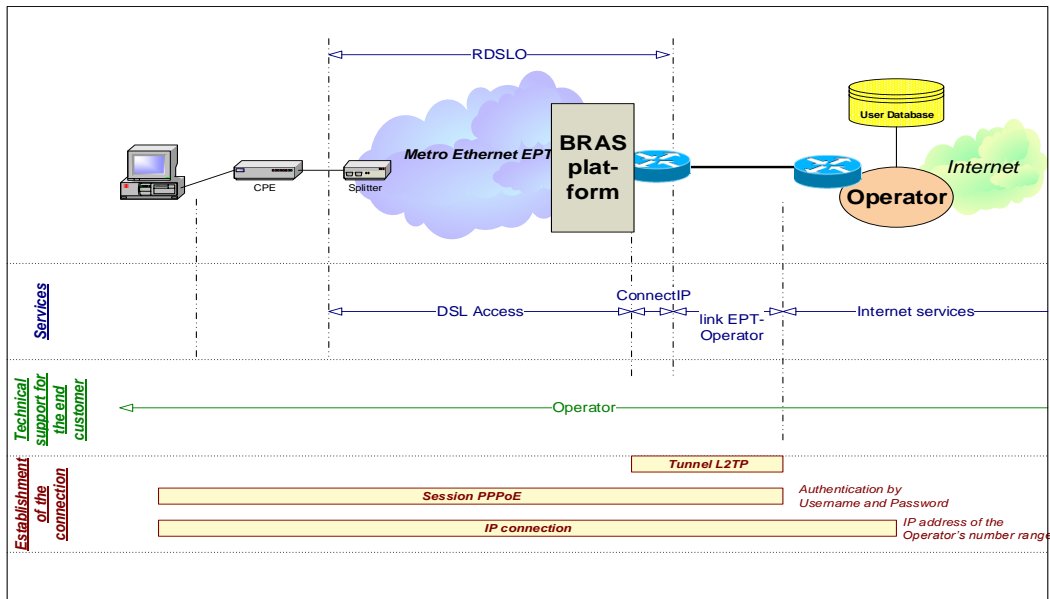 RDSLO
User Database
Metro Ethernet EPT
BRAS
plat-
form
Internet
CPE
Splitter
Operator
Services
ConnectIP
DSL Access
link EPT-
Operator
Internet services
Technical
support for
the end
customer
Operator
Establishment
of the
connection
Tunnel L2TP
Session PPPoE
Authentication by
Username and Password
IP connection
IP address of the
Operator's number range